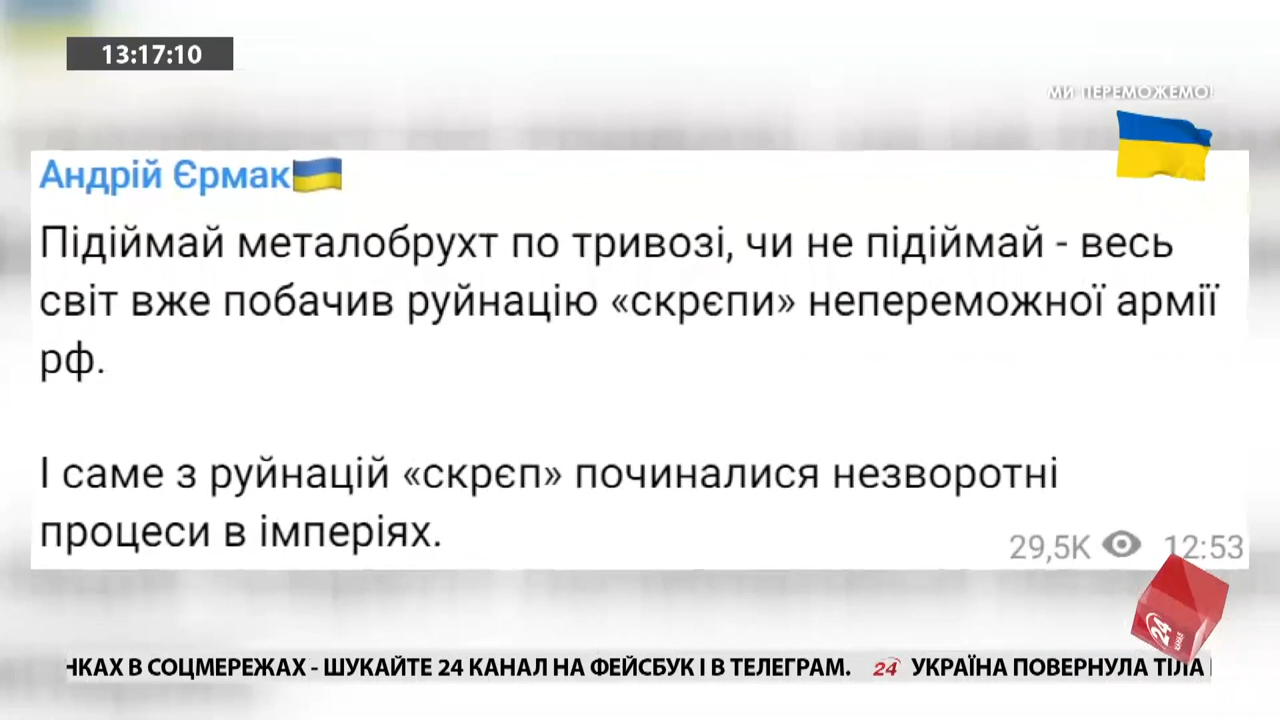 13:17:10
МИ ПЕРЕМОЖЕМО!
Андрій Єрмак
Підіймай металобрухт по тривозі, чи не підіймай - весь
світ вже побачив руйнацію «скрєпи» непереможної армії
рф.
І саме з руйнацій «скрєп» починалися незворотні
процеси в імперіях.
29,5K 12:53
24 КАНАЛ
НКАХ В СОЦМЕРЕЖАХ - ШУКАЙТЕ 24 КАНАЛ НА ФЕЙСБУК І В ТЕЛЕГРАМ. 24 УКРАЇНА ПОВЕРНУЛА ТІЛА